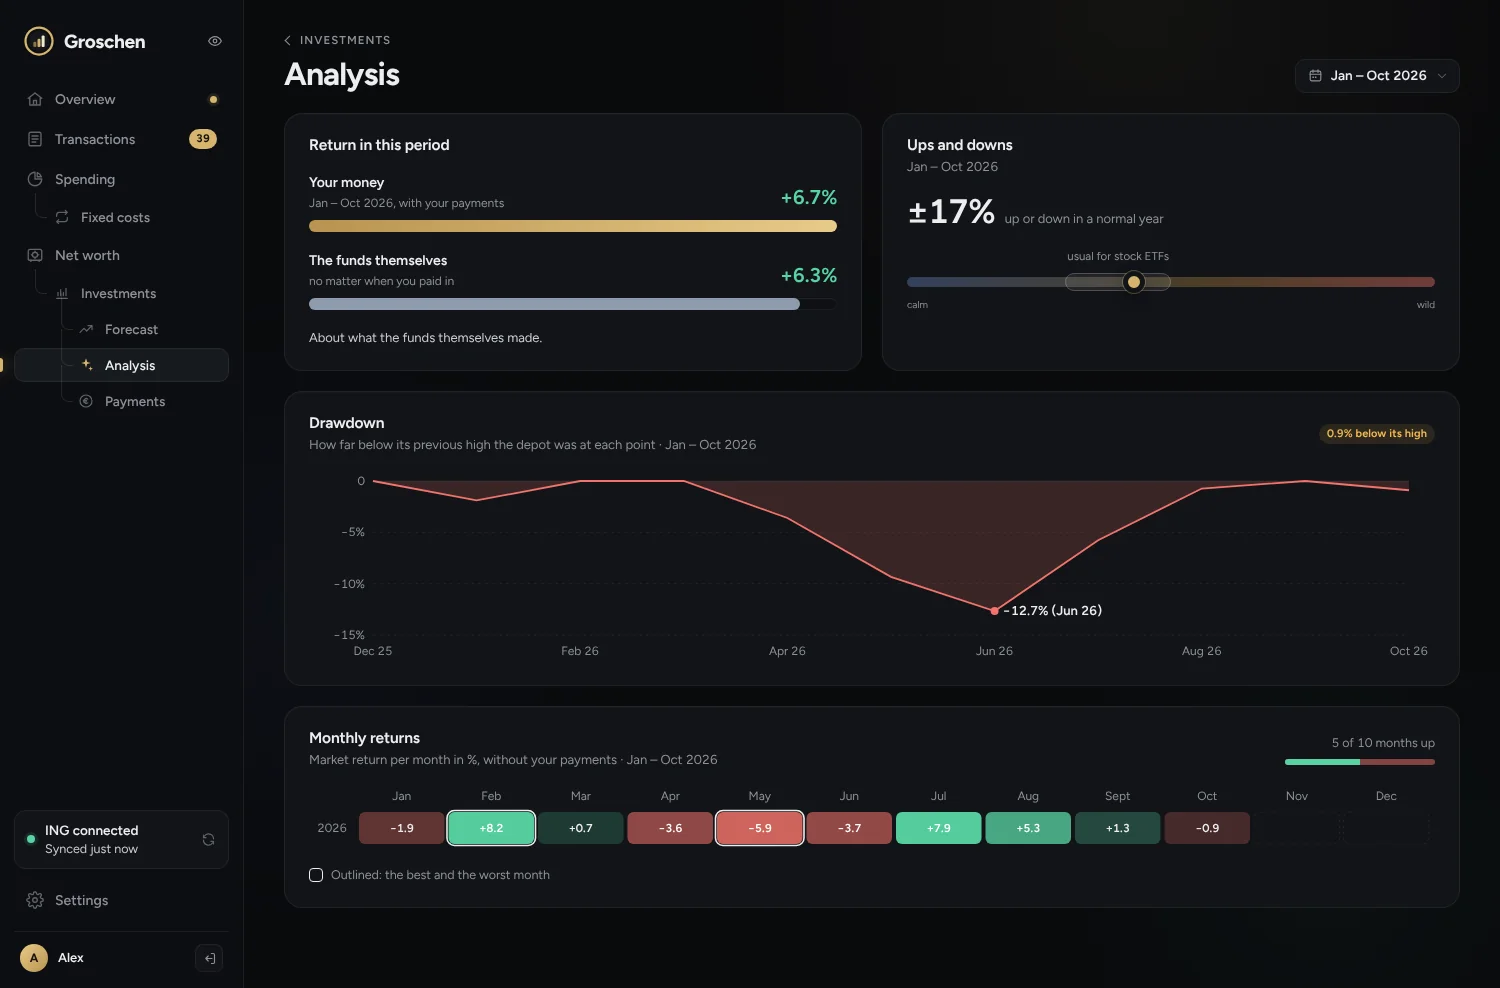 Groschen
Overview
Transactions 39
Spending
Fixed costs
Net worth
Investments
Forecast
Analysis
Payments
ING connected
Synced just now
Settings
A Alex
INVESTMENTS
Analysis
Jan – Oct 2026
Return in this period
Your money
Jan – Oct 2026, with your payments
+6.7%
The funds themselves
no matter when you paid in
+6.3%
About what the funds themselves made.
Ups and downs
Jan – Oct 2026
±17% up or down in a normal year
usual for stock ETFs
calm wild
Drawdown
How far below its previous high the depot was at each point · Jan – Oct 2026
0.9% below its high
0
−5%
−10%
−12.7% (Jun 26)
−15%
Dec 25 Feb 26 Apr 26 Jun 26 Aug 26 Oct 26
Monthly returns
Market return per month in %, without your payments · Jan – Oct 2026
5 of 10 months up
Jan Feb Mar Apr May Jun Jul Aug Sept Oct Nov Dec
2026 −1.9 +8.2 +0.7 −3.6 −5.9 −3.7 +7.9 +5.3 +1.3 −0.9
Outlined: the best and the worst month